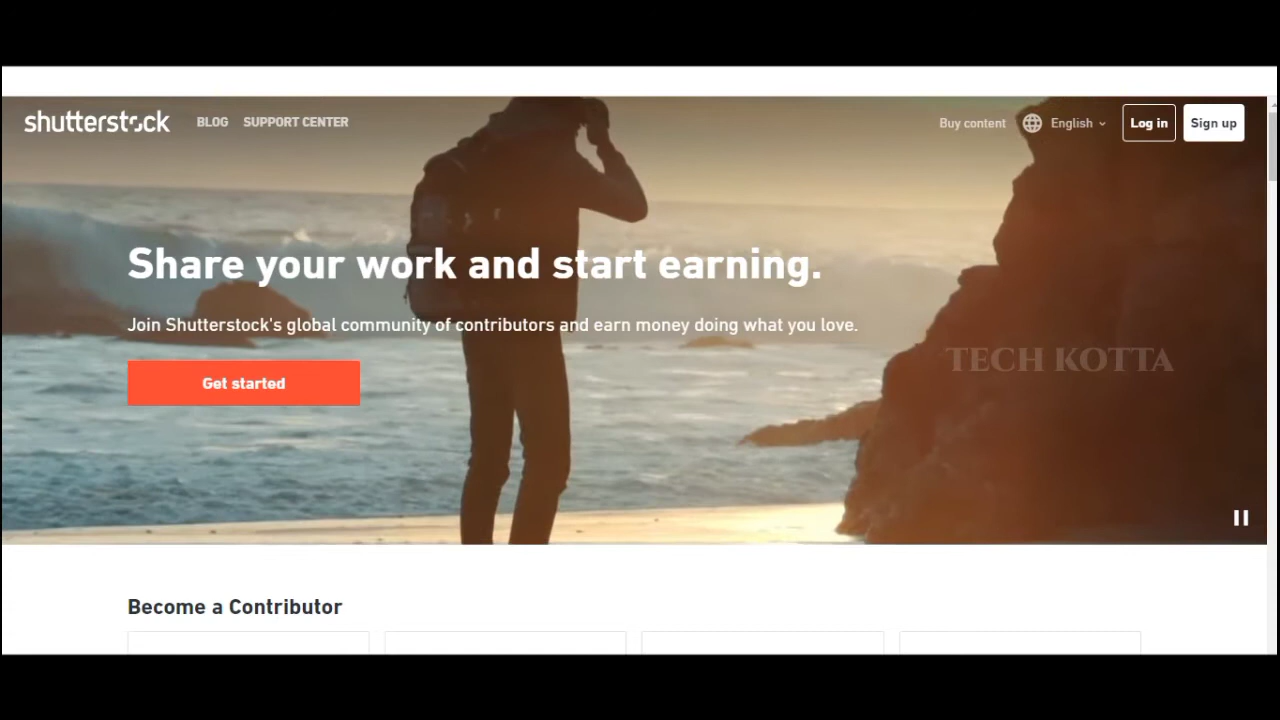 shutterstock BLOG SUPPORT CENTER Buy content English Log in Sign up
Share your work and start earning.
Join Shutterstock's global community of contributors and earn money doing what you love.
TECH KOTTA
Get started
Become a Contributor